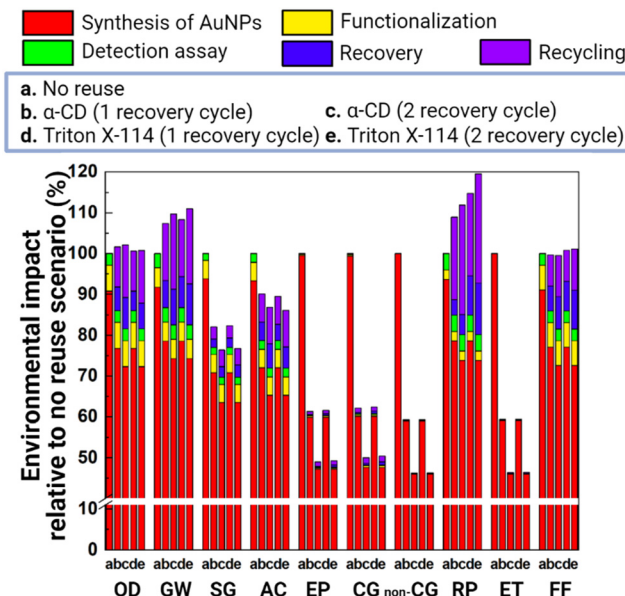 Synthesis of AuNPs Functionalization
Detection assay Recovery Recycling
a. No reuse
b. α-CD (1 recovery cycle) c. α-CD (2 recovery cycle)
d. Triton X-114 (1 recovery cycle) e. Triton X-114 (2 recovery cycle)
Environmental impact
relative to no reuse scenario (%)
120
110
100
90
80
70
60
50
10
0
abcde abcde abcde abcde abcde abcde abcde abcde abcde abcde
OD GW SG AC EP CG non-CG RP ET FF